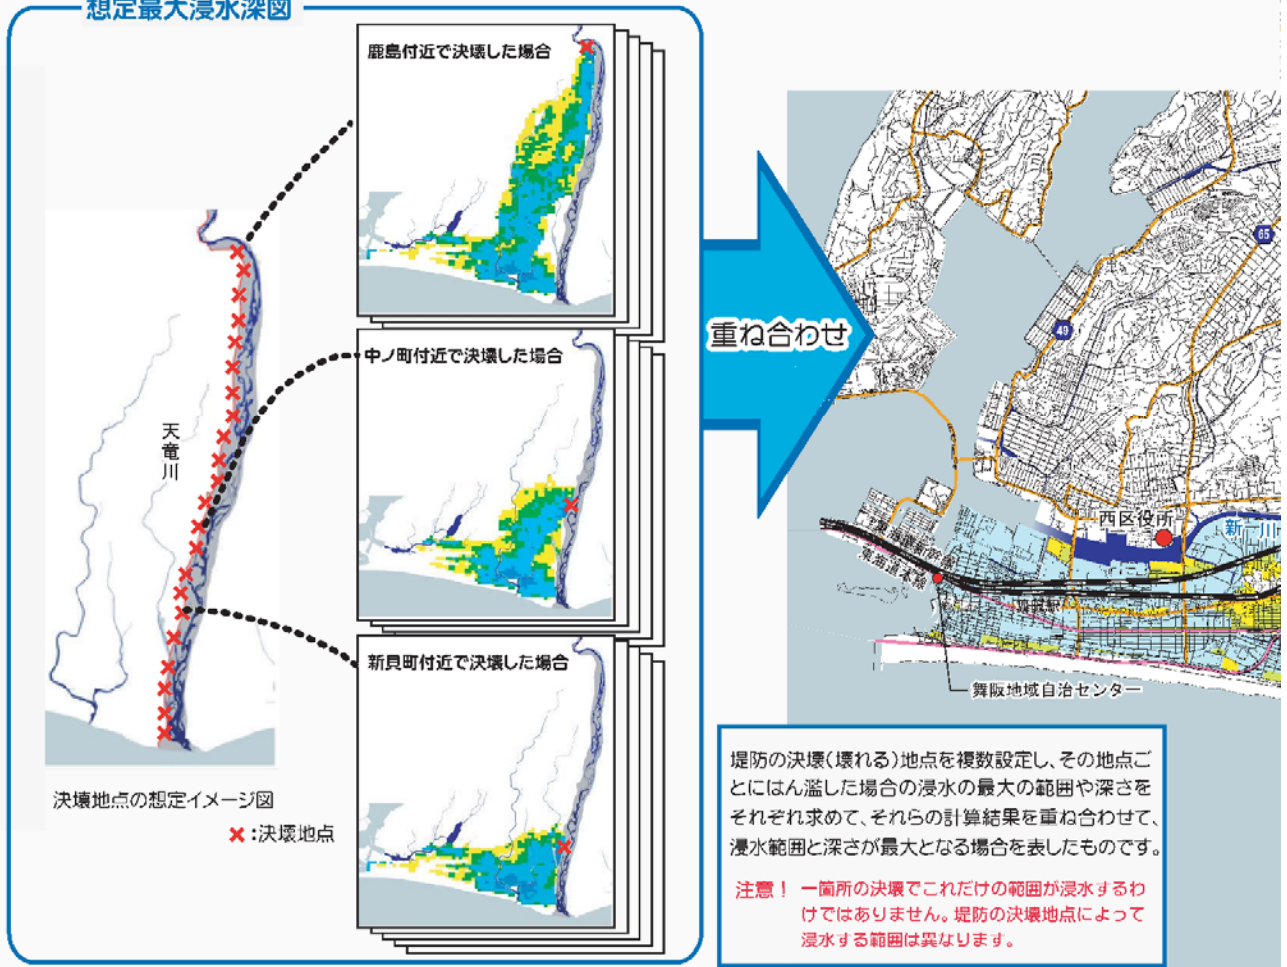 想定最大浸水深図
鹿島付近で決壊した場合
中ノ町付近で決壊した場合
新貝町付近で決壊した場合
天竜川
決壊地点の想定イメージ図
×:決壊地点
重ね合わせ
65
49
西区役所
新川
東海道本線
舞阪地域自治センター
堤防の決壊(壊れる)地点を複数設定し、その地点ご
とにはん濫した場合の浸水の最大の範囲や深さを
それぞれ求めて、それらの計算結果を重ね合わせて、
浸水範囲と深さが最大となる場合を表したものです。
注意! 一箇所の決壊でこれだけの範囲が浸水するわ
けではありません。堤防の決壊地点によって
浸水する範囲は異なります。